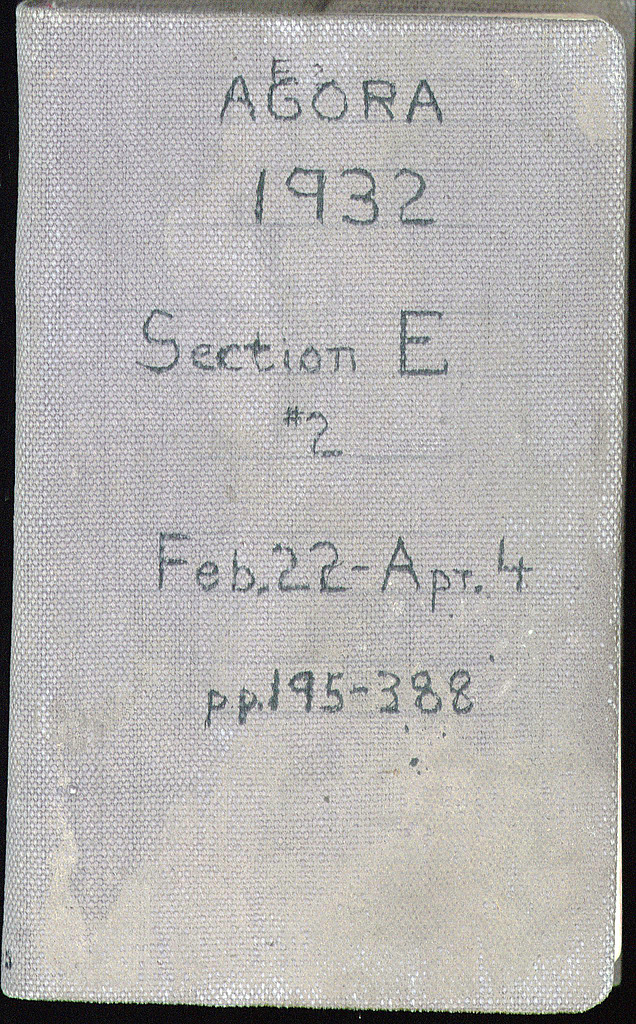 AGORA
1932
Section E
#2
Feb.22-Apr.4
pp.195-388